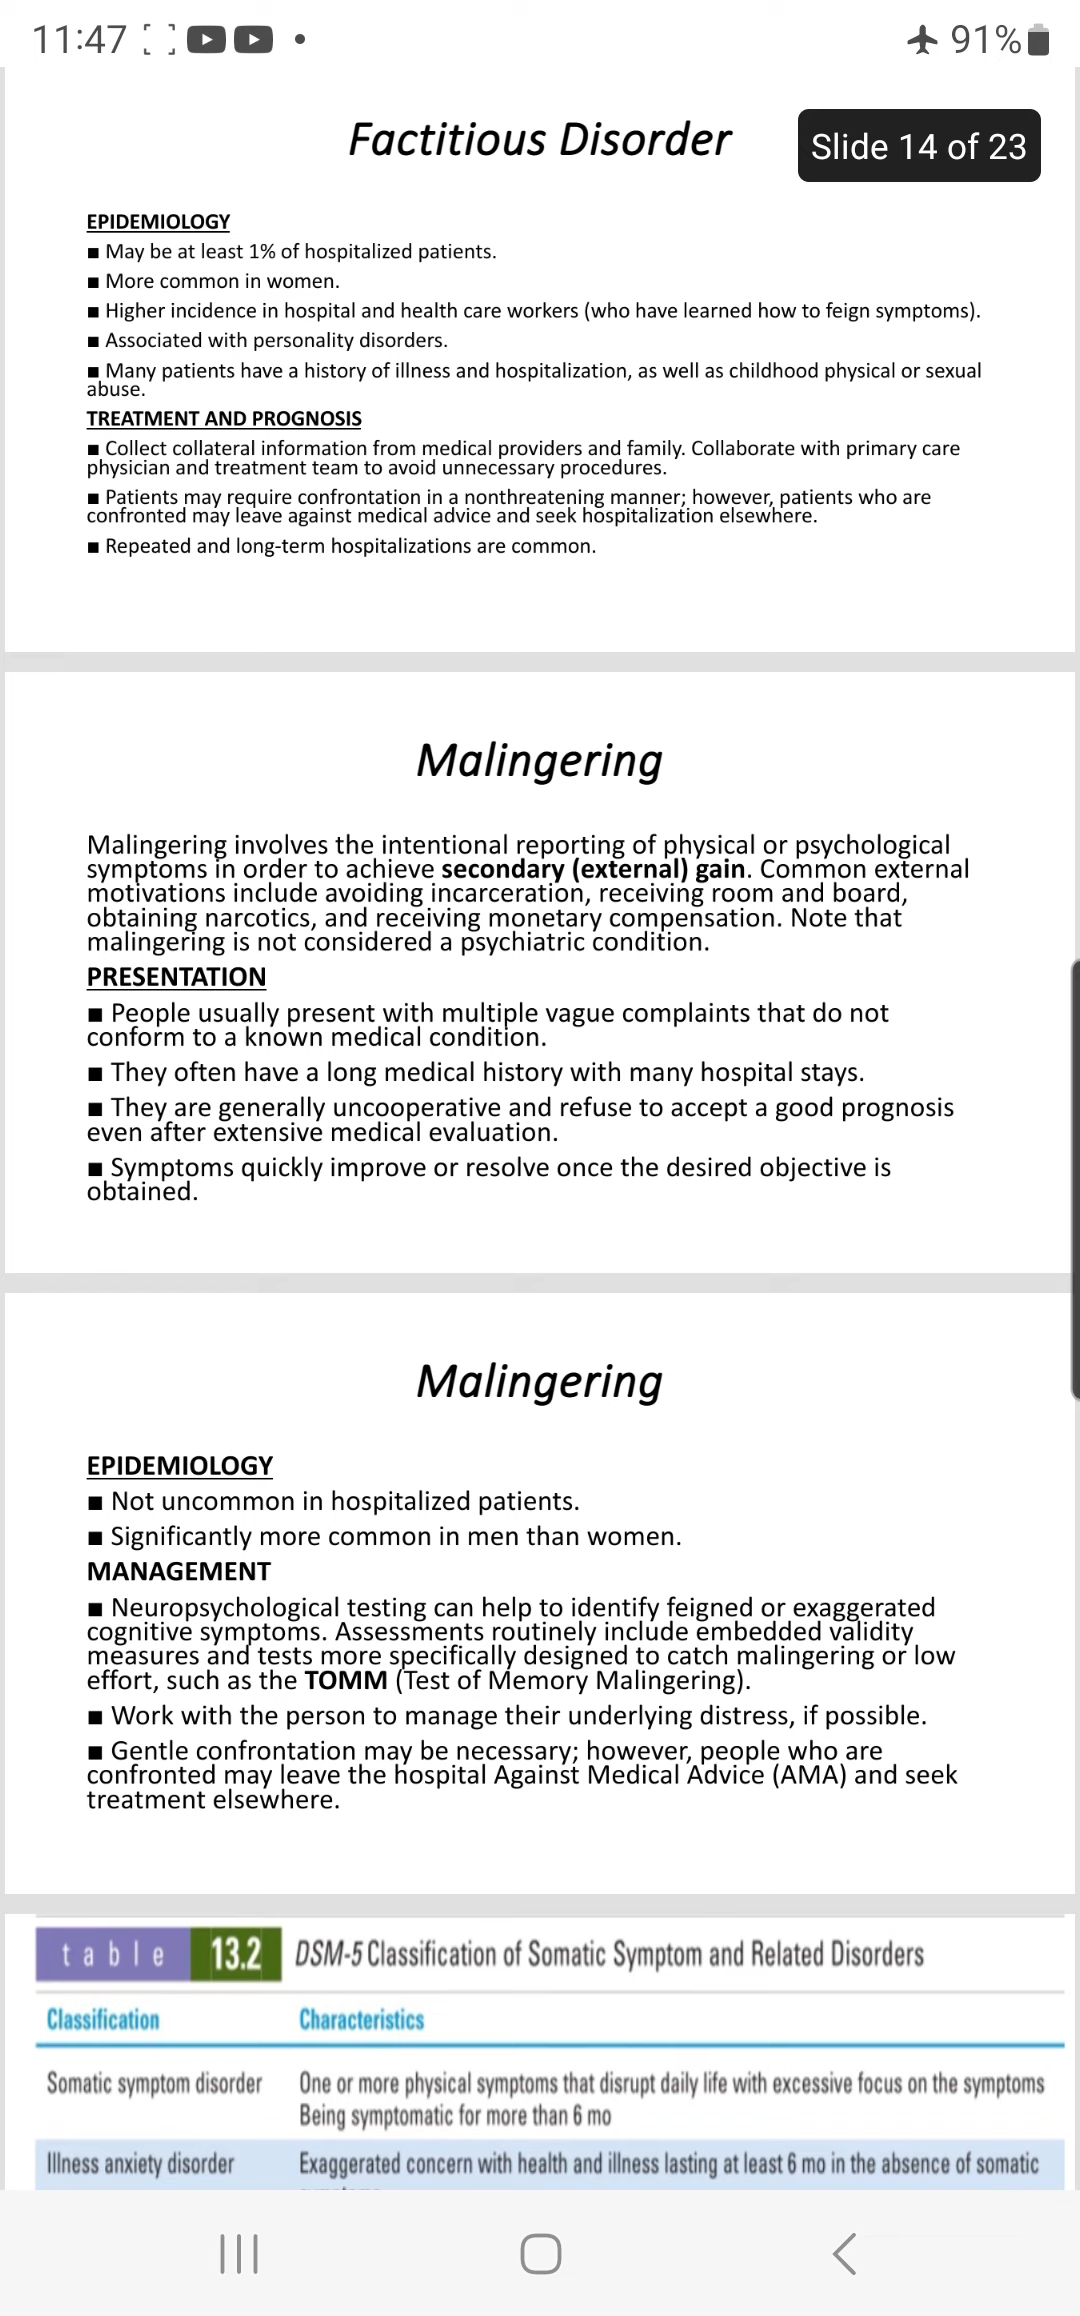 11:47
91%
Factitious Disorder
Slide 14 of 23
EPIDEMIOLOGY
■ May be at least 1% of hospitalized patients.
■ More common in women.
■ Higher incidence in hospital and health care workers (who have learned how to feign symptoms).
■ Associated with personality disorders.
■ Many patients have a history of illness and hospitalization, as well as childhood physical or sexual
abuse.
TREATMENT AND PROGNOSIS
■ Collect collateral information from medical providers and family. Collaborate with primary care
physician and treatment team to avoid unnecessary procedures.
■ Patients may require confrontation in a nonthreatening manner; however, patients who are
confronted may leave against medical advice and seek hospitalization elsewhere.
■ Repeated and long-term hospitalizations are common.
Malingering
Malingering involves the intentional reporting of physical or psychological
symptoms in order to achieve secondary (external) gain. Common external
motivations include avoiding incarceration, receiving room and board,
obtaining narcotics, and receiving monetary compensation. Note that
malingering is not considered a psychiatric condition.
PRESENTATION
■ People usually present with multiple vague complaints that do not
conform to a known medical condition.
■ They often have a long medical history with many hospital stays.
■ They are generally uncooperative and refuse to accept a good prognosis
even after extensive medical evaluation.
■ Symptoms quickly improve or resolve once the desired objective is
obtained.
Malingering
EPIDEMIOLOGY
■ Not uncommon in hospitalized patients.
■ Significantly more common in men than women.
MANAGEMENT
■ Neuropsychological testing can help to identify feigned or exaggerated
cognitive symptoms. Assessments routinely include embedded validity
measures and tests more specifically designed to catch malingering or low
effort, such as the TOMM (Test of Memory Malingering).
■ Work with the person to manage their underlying distress, if possible.
■ Gentle confrontation may be necessary; however, people who are
confronted may leave the hospital Against Medical Advice (AMA) and seek
treatment elsewhere.
table 13.2 DSM-5 Classification of Somatic Symptom and Related Disorders
Classification Characteristics
Somatic symptom disorder One or more physical symptoms that disrupt daily life with excessive focus on the symptoms
Being symptomatic for more than 6 mo
Illness anxiety disorder Exaggerated concern with health and illness lasting at least 6 mo in the absence of somatic